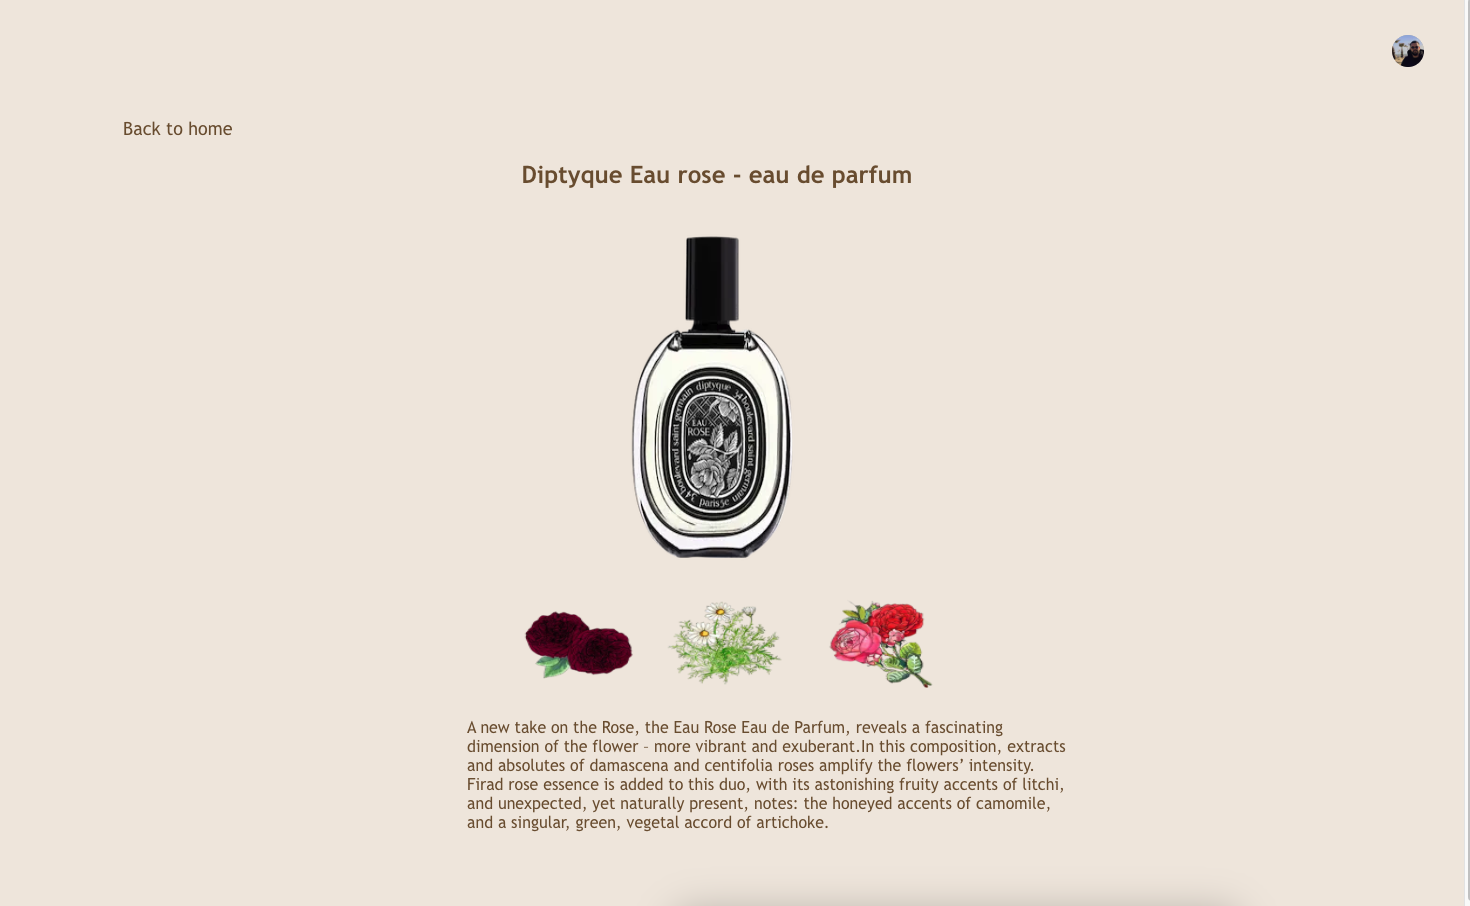 Back to home
Diptyque Eau rose - eau de parfum
diptyque 34 boulevard saint germain paris 5e 34 boulevard saint germain
EAU
ROSE
A new take on the Rose, the Eau Rose Eau de Parfum, reveals a fascinating
dimension of the flower - more vibrant and exuberant.In this composition, extracts
and absolutes of damascena and centifolia roses amplify the flowers’ intensity.
Firad rose essence is added to this duo, with its astonishing fruity accents of litchi,
and unexpected, yet naturally present, notes: the honeyed accents of camomile,
and a singular, green, vegetal accord of artichoke.